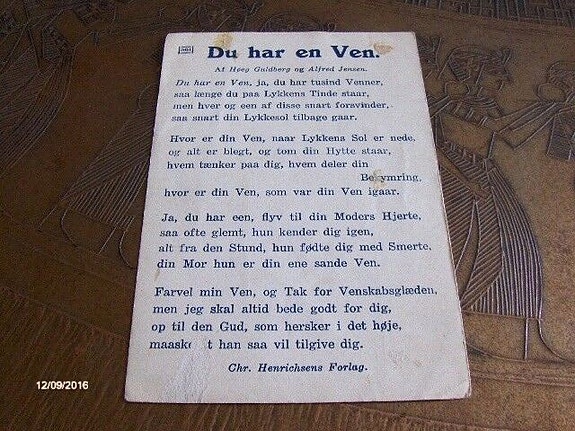 Du har en Ven.
Af Høeg Guldberg og Alfred Jensen.
Du har en Ven, ja, du har tusind Venner,
saa længe du paa Lykkens Tinde staar,
men hver og een af disse snart forsvinder,
saa snart din Lykkesol tilbage gaar.
Hvor er din Ven, naar Lykkens Sol er nede,
og alt er blegt, og tom din Hytte staar,
hvem tænker paa dig, hvem deler din
Bekymring,
hvor er din Ven, som var din Ven igaar.
Ja, du har een, flyv til din Moders Hjerte,
saa ofte glemt, hun kender dig igen,
alt fra den Stund, hun fødte dig med Smerte,
din Mor hun er din ene sande Ven.
Farvel min Ven, og Tak for Venskabsglæden,
men jeg skal altid bede godt for dig,
op til den Gud, som hersker i det høje,
han saa vil tilgive dig.
Chr. Henrichsens Forlag.
12/09/2016